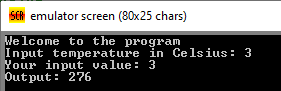 SCR
emulator screen (80x25 chars)
Welcome to the program
Input temperature in Celsius: 3
Your input value: 3
Output: 276